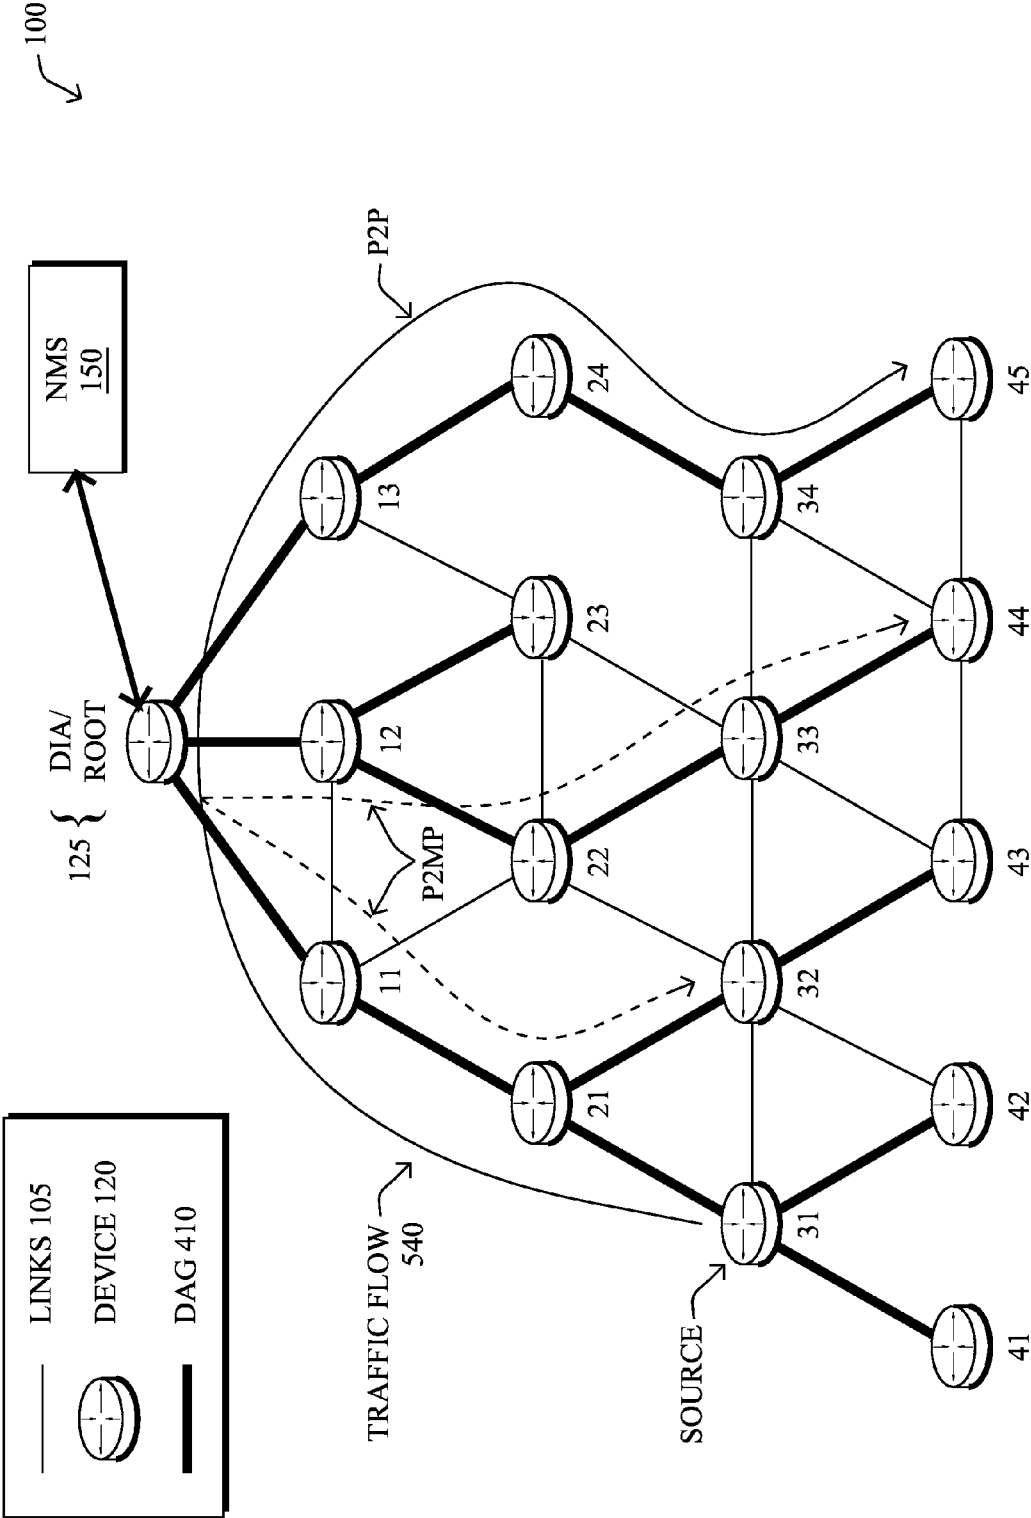 LINKS 105
DEVICE 120
DAG 410
125 {
DIA/
ROOT
NMS
150
100
TRAFFIC FLOW
540
P2MP
P2P
SOURCE
11
12
13
21
22
23
24
31
32
33
34
41
42
43
44
45